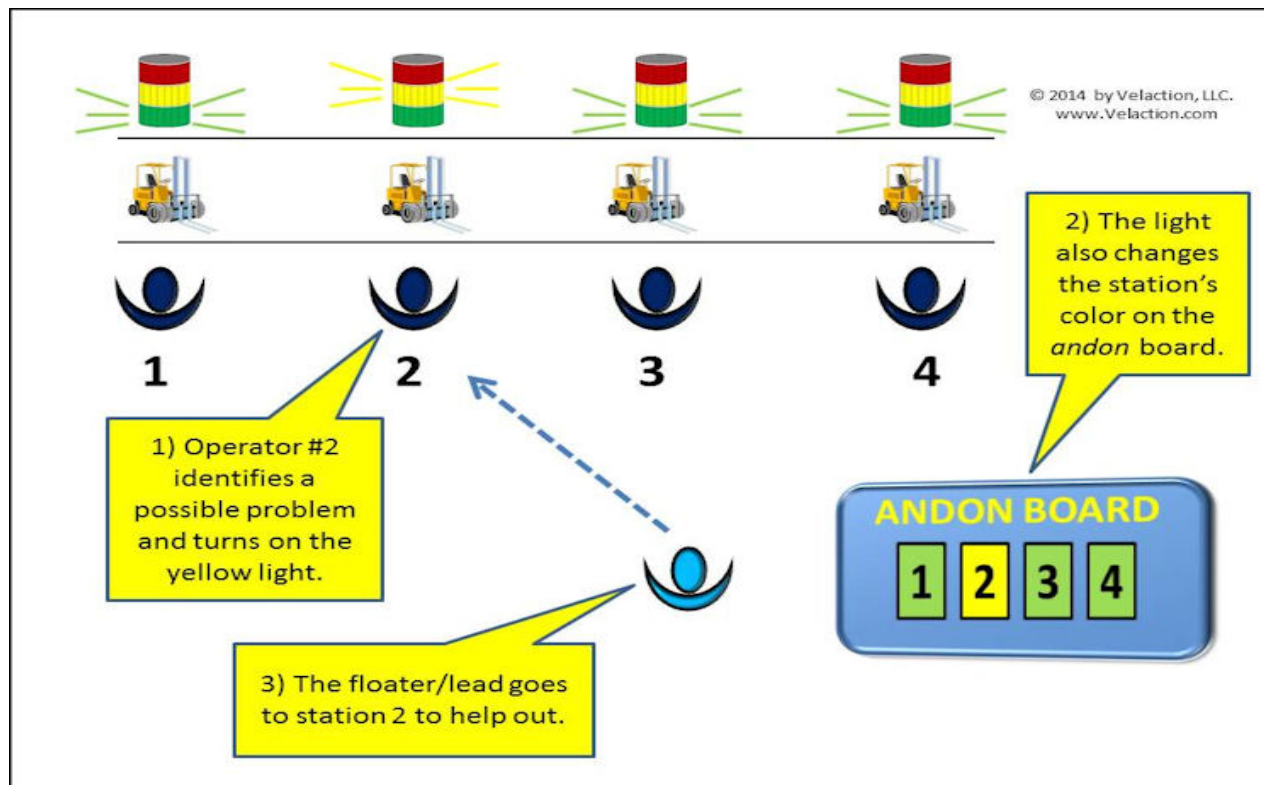 © 2014 by Velaction, LLC.
www.Velaction.com
2) The light
also changes
the station’s
color on the
andon board.
1 2 3 4
1) Operator #2
identifies a
possible problem
and turns on the
yellow light.
ANDON BOARD
1 2 3 4
3) The floater/lead goes
to station 2 to help out.